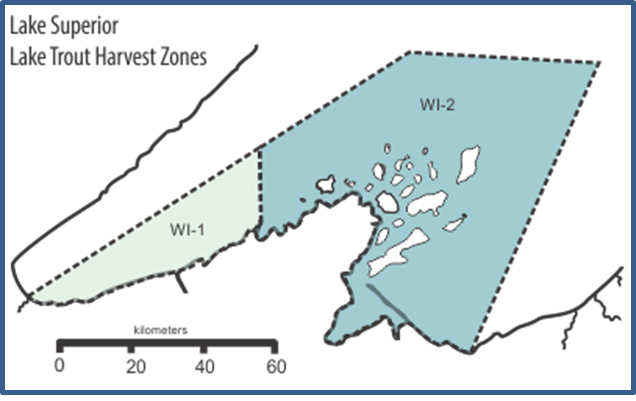 Lake Superior
Lake Trout Harvest Zones
WI-2
WI-1
kilometers
0 20 40 60